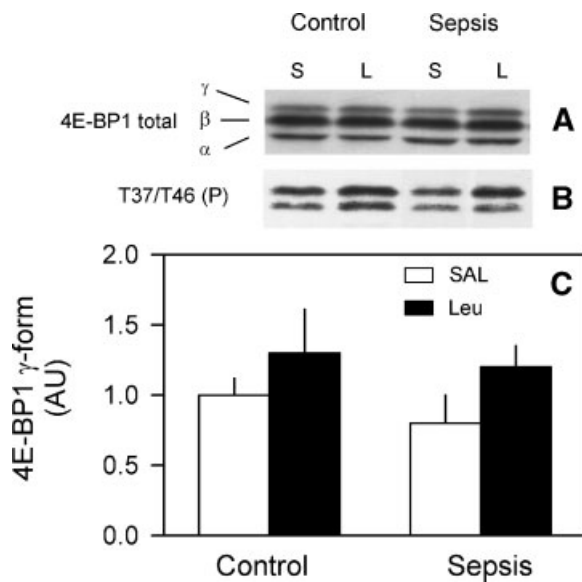 Control Sepsis
S L S L
γ
4E-BP1 total β A
α
T37/T46 (P) B
2.0 C
SAL
Leu
1.5
1.0
0.5
0.0
4E-BP1 γ-form
(AU)
Control Sepsis